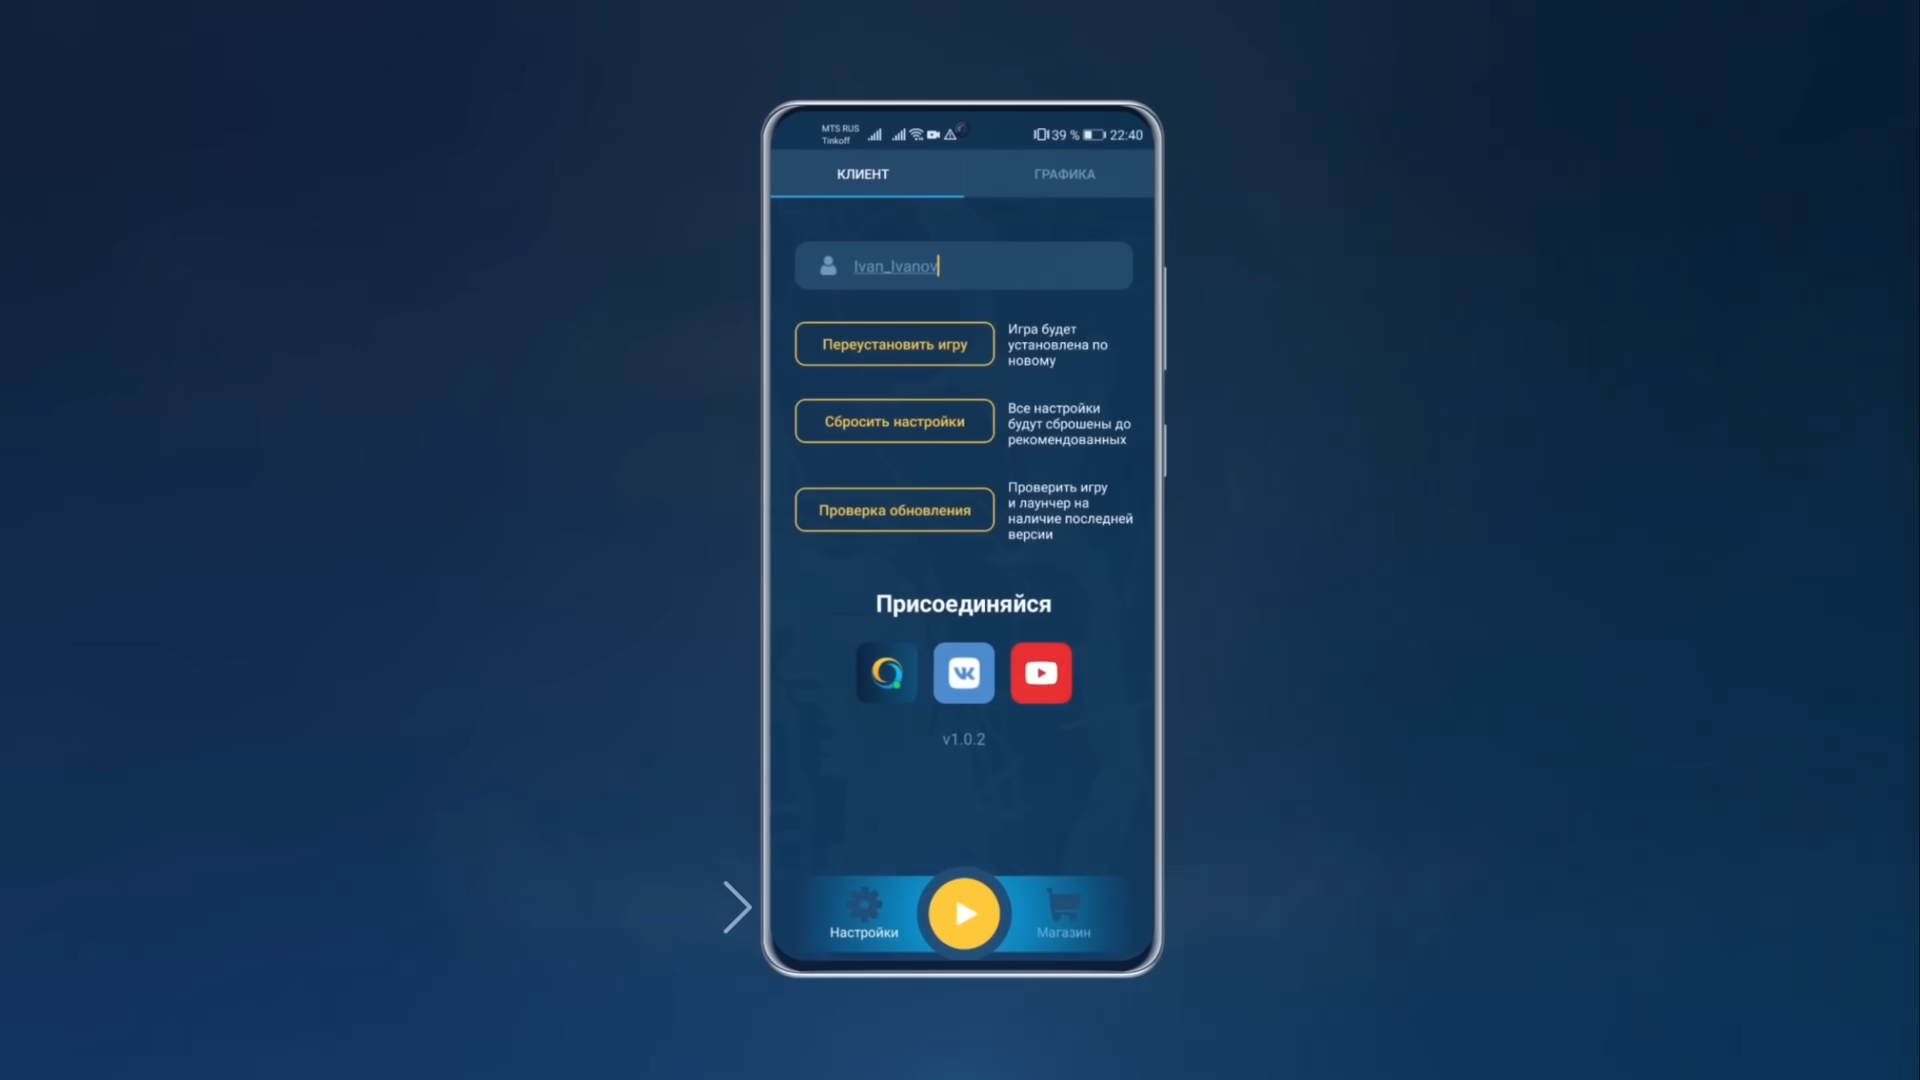 MTS RUS
Tinkoff
39 %
22:40
КЛИЕНТ
ГРАФИКА
Ivan_Ivanov
Переустановить игру
Игра будет
установлена по
новому
Сбросить настройки
Все настройки
будут сброшены до
рекомендованных
Проверка обновления
Проверить игру
и лаунчер на
наличие последней
версии
Присоединяйся
v1.0.2
Настройки
Магазин